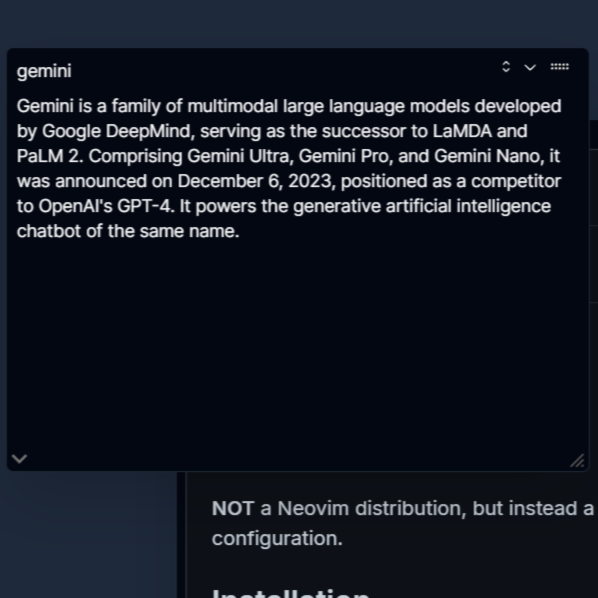 gemini
Gemini is a family of multimodal large language models developed
by Google DeepMind, serving as the successor to LaMDA and
PaLM 2. Comprising Gemini Ultra, Gemini Pro, and Gemini Nano, it
was announced on December 6, 2023, positioned as a competitor
to OpenAI's GPT-4. It powers the generative artificial intelligence
chatbot of the same name.
NOT a Neovim distribution, but instead a
configuration.
Installation